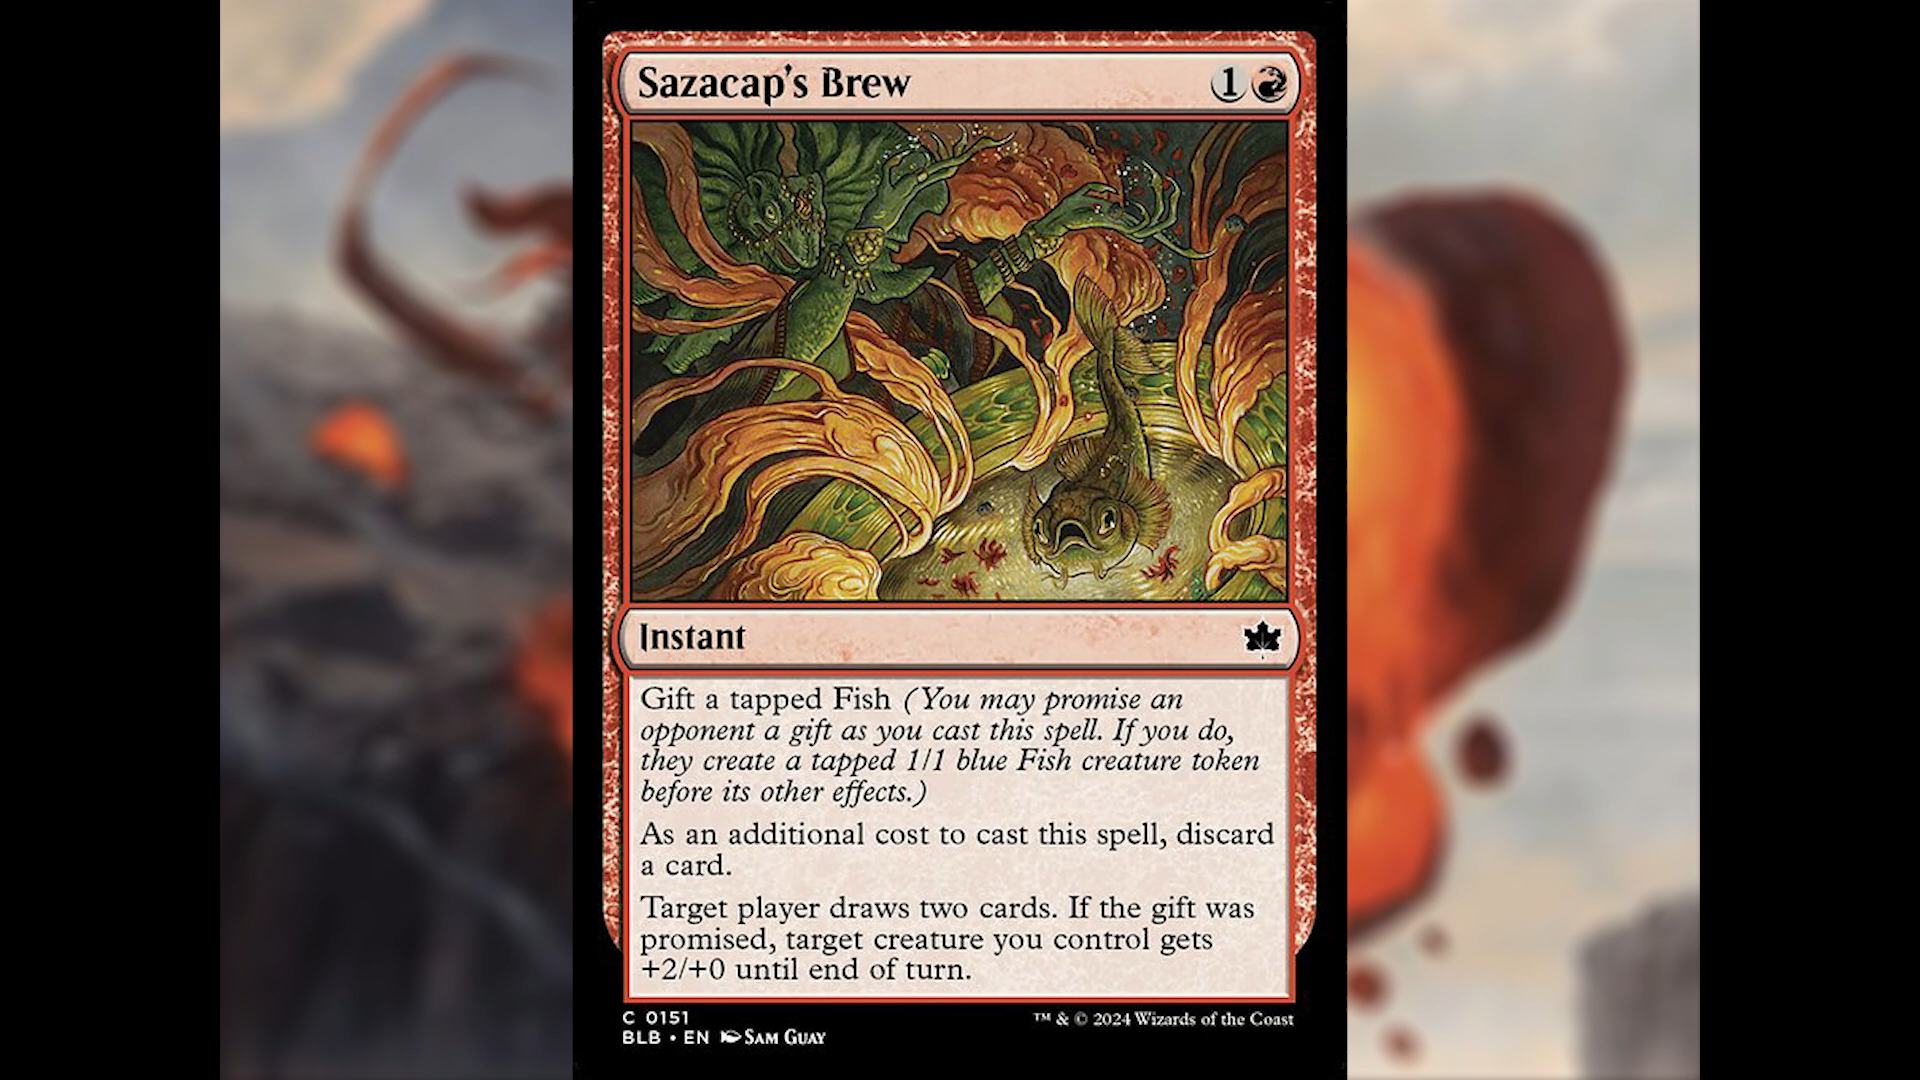 Sazacap's Brew 1
Instant
Gift a tapped Fish (You may promise an
opponent a gift as you cast this spell. If you do,
they create a tapped 1/1 blue Fish creature token
before its other effects.)
As an additional cost to cast this spell, discard
a card.
Target player draws two cards. If the gift was
promised, target creature you control gets
+2/+0 until end of turn.
C 0151
BLB • EN Sam Guay
™ & © 2024 Wizards of the Coast